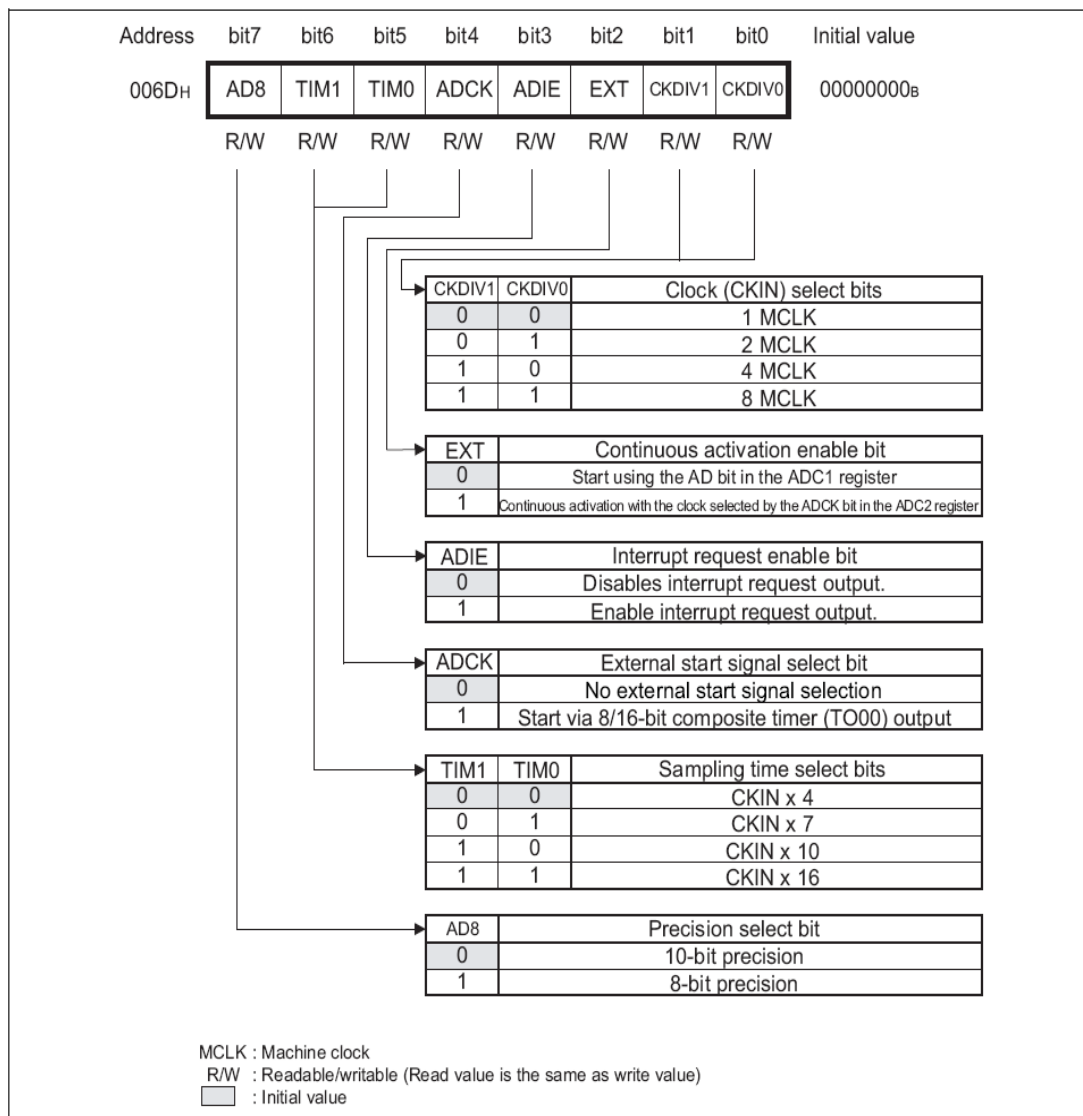 Address bit7 bit6 bit5 bit4 bit3 bit2 bit1 bit0 Initial value
006DH AD8 TIM1 TIM0 ADCK ADIE EXT CKDIV1 CKDIV0 00000000B
R/W R/W R/W R/W R/W R/W R/W R/W
CKDIV1 CKDIV0 Clock (CKIN) select bits
0 0 1 MCLK
0 1 2 MCLK
1 0 4 MCLK
1 1 8 MCLK
EXT Continuous activation enable bit
0 Start using the AD bit in the ADC1 register
1 Continuous activation with the clock selected by the ADCK bit in the ADC2 register
ADIE Interrupt request enable bit
0 Disables interrupt request output.
1 Enable interrupt request output.
ADCK External start signal select bit
0 No external start signal selection
1 Start via 8/16-bit composite timer (TO00) output
TIM1 TIM0 Sampling time select bits
0 0 CKIN x 4
0 1 CKIN x 7
1 0 CKIN x 10
1 1 CKIN x 16
AD8 Precision select bit
0 10-bit precision
1 8-bit precision
MCLK : Machine clock
R/W : Readable/writable (Read value is the same as write value)
: Initial value